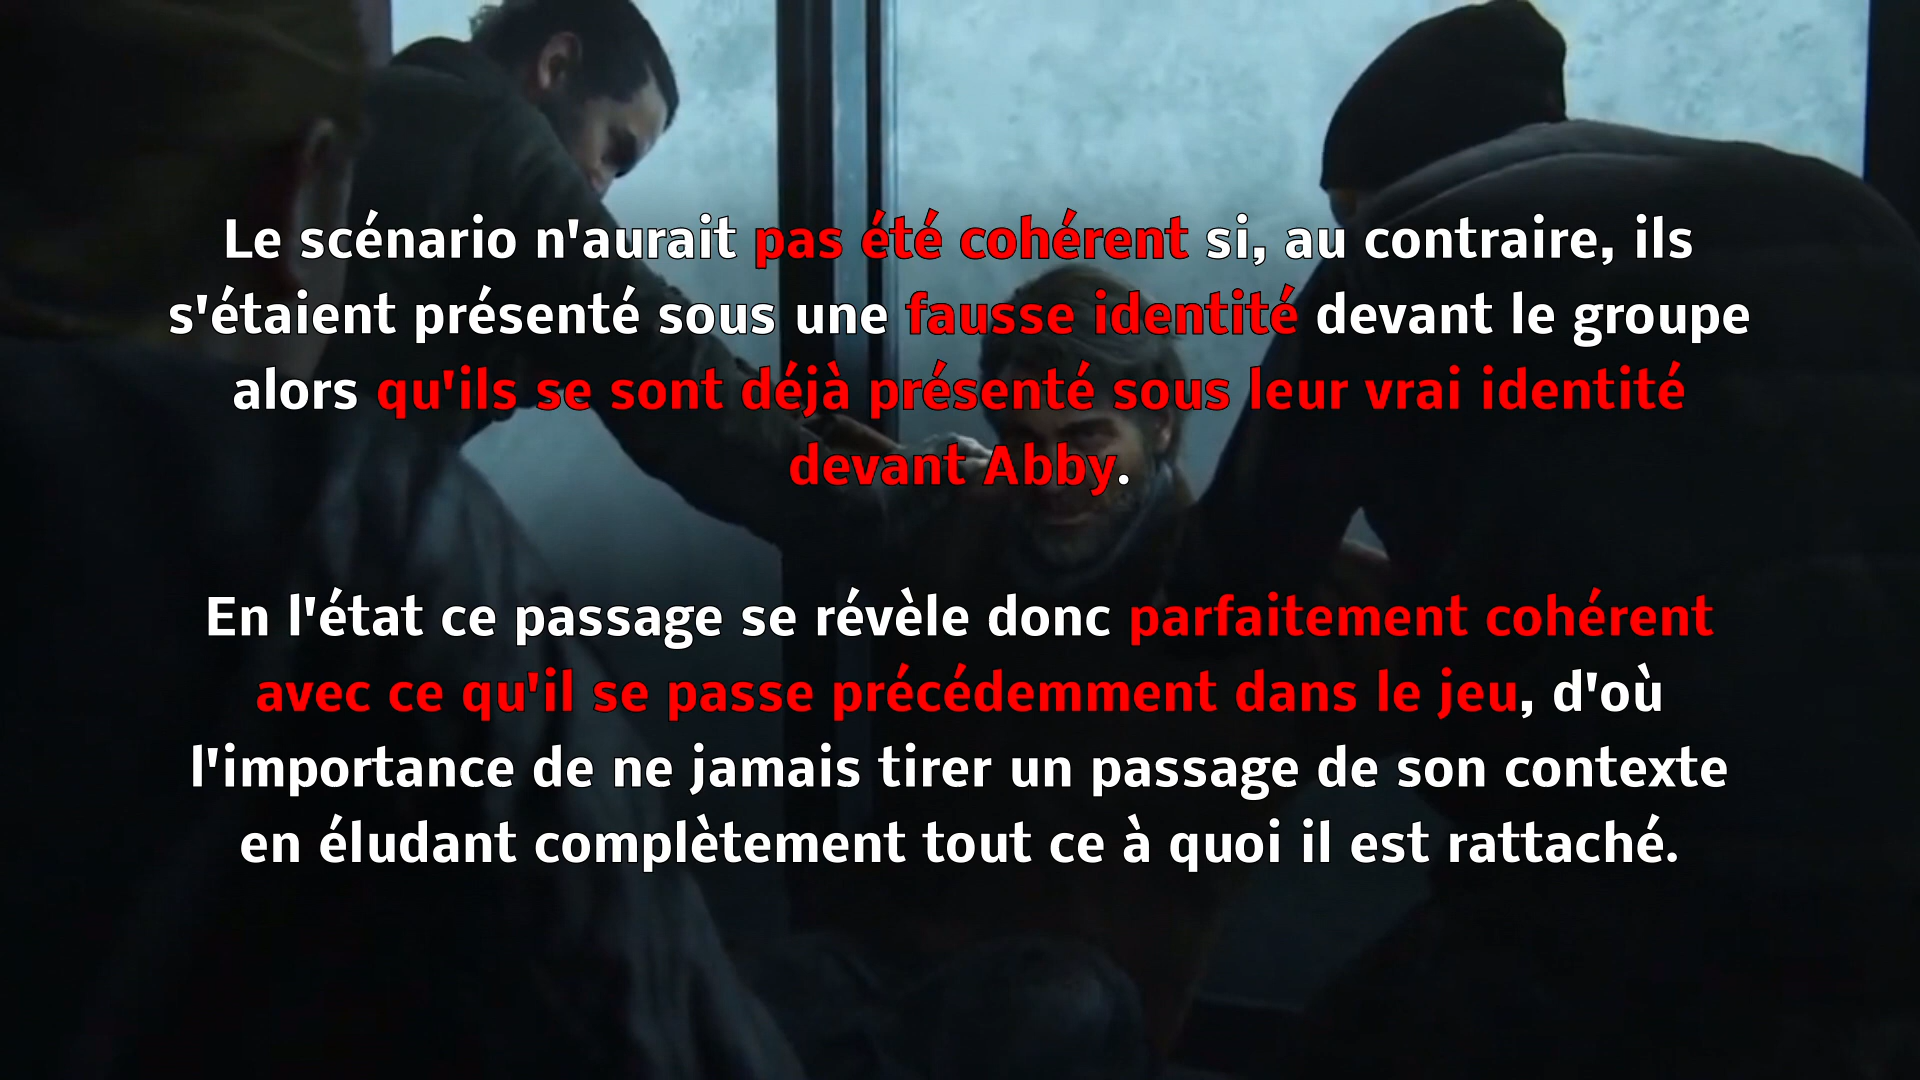 Le scénario n'aurait pas été cohérent si, au contraire, ils
s'étaient présenté sous une fausse identité devant le groupe
alors qu'ils se sont déjà présenté sous leur vrai identité
devant Abby.
En l'état ce passage se révèle donc parfaitement cohérent
avec ce qu'il se passe précédemment dans le jeu, d'où
l'importance de ne jamais tirer un passage de son contexte
en éludant complètement tout ce à quoi il est rattaché.